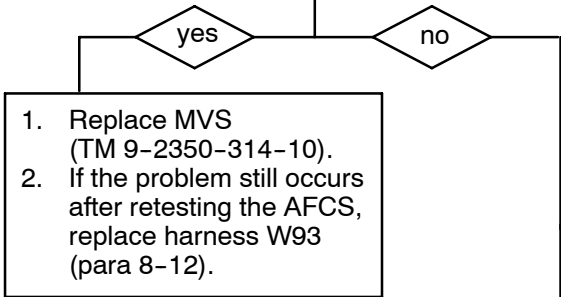 yes
no
1. Replace MVS
(TM 9-2350-314-10).
2. If the problem still occurs
after retesting the AFCS,
replace harness W93
(para 8-12).